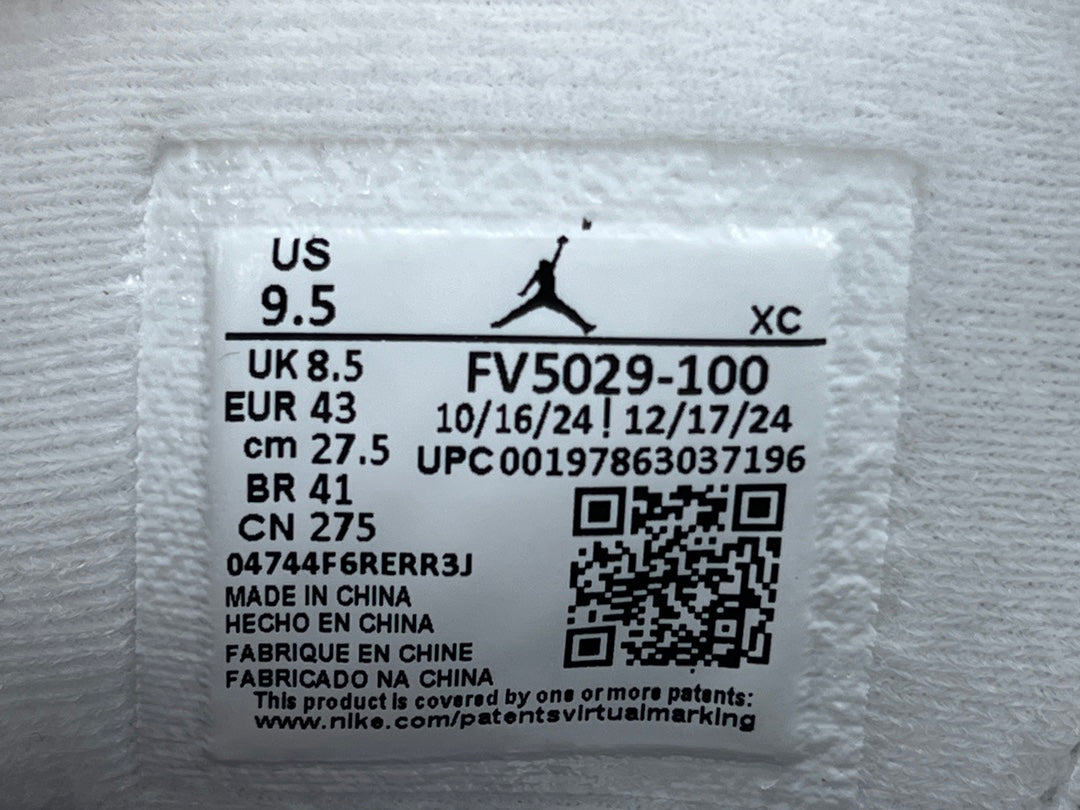 US
9.5
XC
UK 8.5
FV5029-100
EUR 43
10/16/24! 12/17/24
cm 27.5
UPC00197863037196
BR 41
CN 275
04744F6RERR3J
MADE IN CHINA
HECHO EN CHINA
FABRIQUE EN CHINE
FABRICADO NA CHINA
This product is covered by one or more patents:
www.nike.com/patentsvirtualmarking